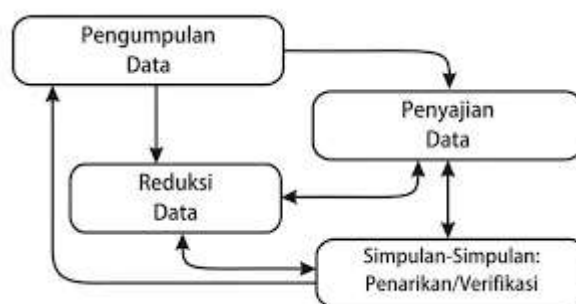 Pengumpulan
Data
Penyajian
Data
Reduksi
Data
Simpulan-Simpulan:
Penarikan/Verifikasi